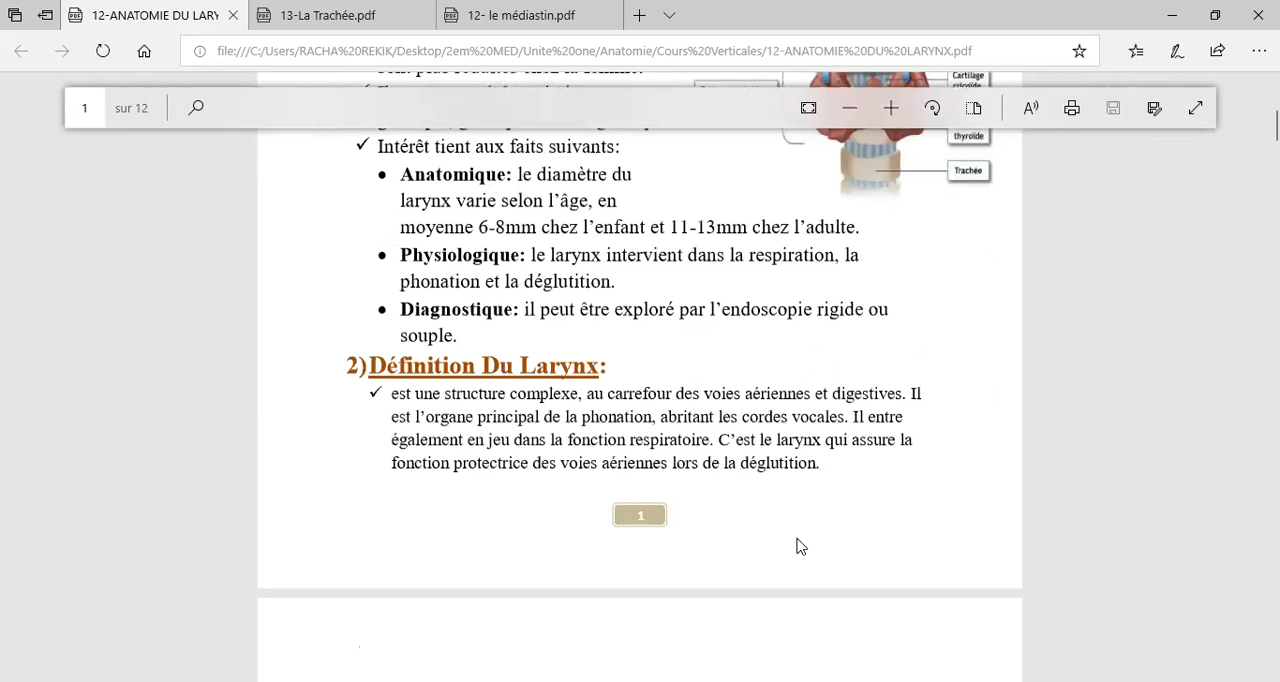 12-ANATOMIE DU LARY
13-La Trachée.pdf
12- le médiastin.pdf
file:///C:/Users/RACHA%20REKIK/Desktop/2em%20MED/Unite%20one/Anatomie/Cours%20Verticales/12-ANATOMIE%20DU%20LARYNX.pdf
1 sur 12
Cartilage
thyroïde
Trachée
Intérêt tient aux faits suivants:
Anatomique: le diamètre du
larynx varie selon l'âge, en
moyenne 6-8mm chez l'enfant et 11-13mm chez l'adulte.
Physiologique: le larynx intervient dans la respiration, la
phonation et la déglutition.
Diagnostique: il peut être exploré par l'endoscopie rigide ou
souple.
2)Définition Du Larynx:
est une structure complexe, au carrefour des voies aériennes et digestives. Il
est l'organe principal de la phonation, abritant les cordes vocales. Il entre
également en jeu dans la fonction respiratoire. C'est le larynx qui assure la
fonction protectrice des voies aériennes lors de la déglutition.
1